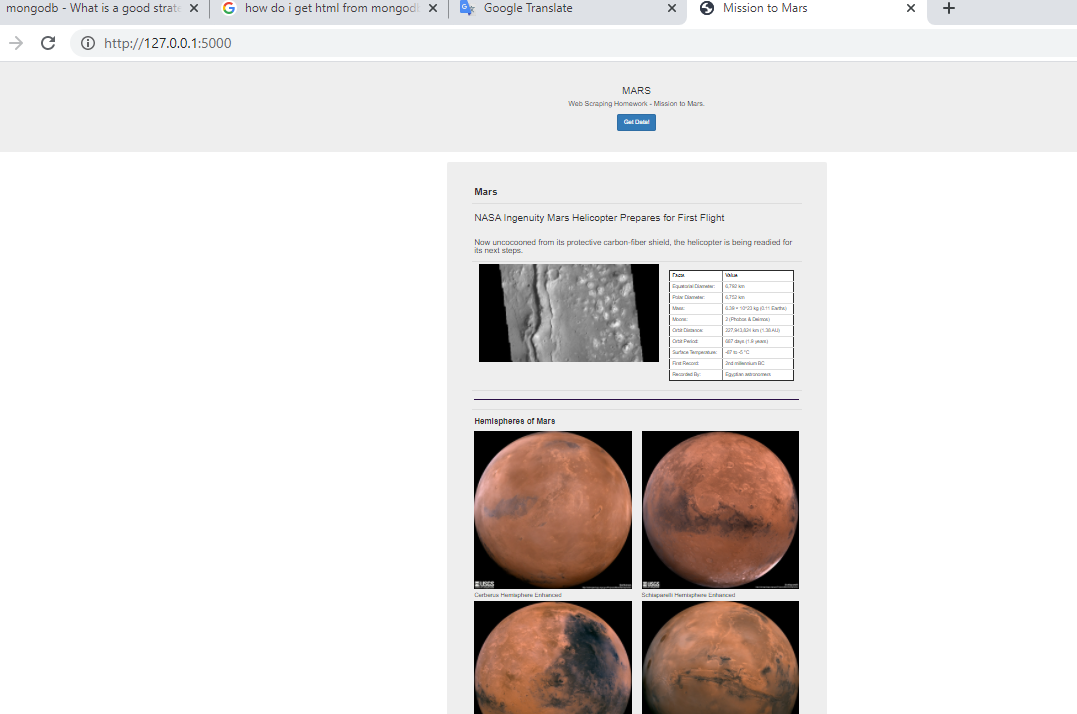 mongodb - What is a good strate
how do i get html from mongodb
Google Translate
Mission to Mars
http://127.0.0.1:5000
MARS
Web Scraping Homework - Mission to Mars.
Get Data!
Mars
NASA Ingenuity Mars Helicopter Prepares for First Flight
Now uncocooned from its protective carbon-fiber shield, the helicopter is being readied for
its next steps.
Facts Value
Equatorial Diameter: 6,792 km
Polar Diameter: 6,752 km
Mass: 6.39 × 10^23 kg (0.11 Earths)
Moons: 2 (Phobos & Deimos)
Orbit Distance: 227,943,824 km (1.38 AU)
Orbit Period: 687 days (1.9 years)
Surface Temperature: -87 to -5 °C
First Record: 2nd millennium BC
Recorded By: Egyptian astronomers
Hemispheres of Mars
USGS
USGS
Cerberus Hemisphere Enhanced
Schiaparelli Hemisphere Enhanced